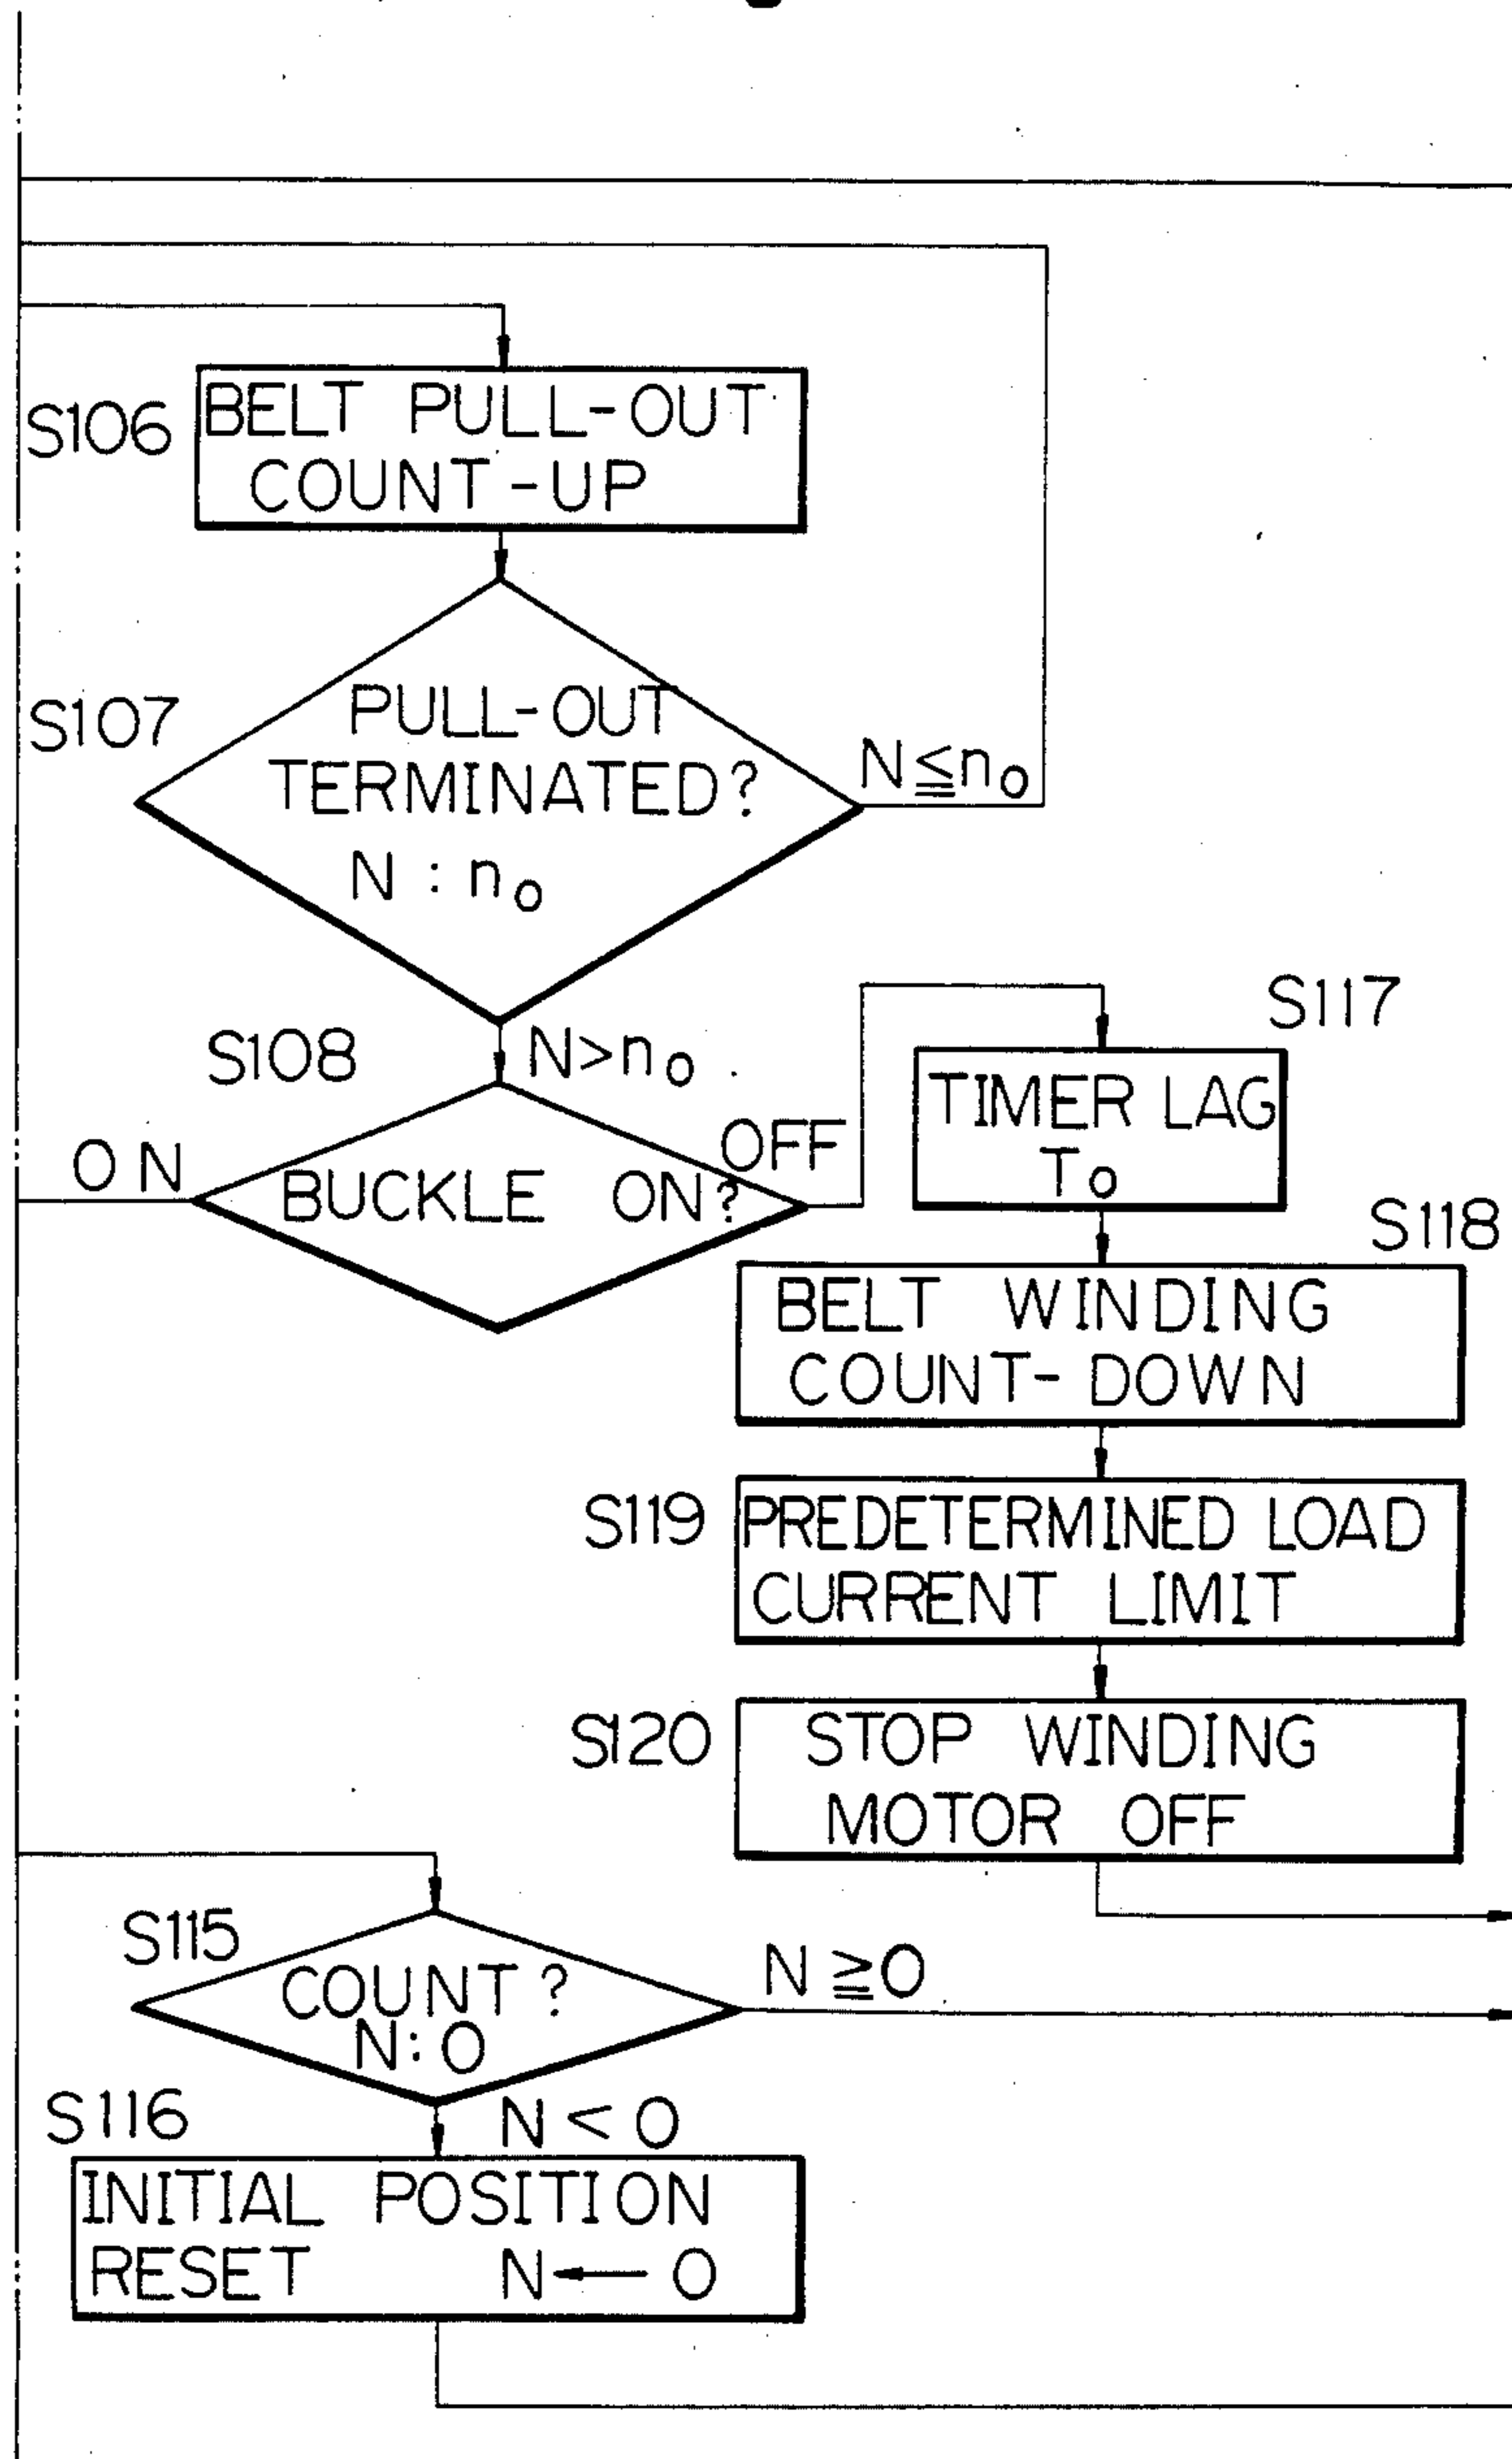 S106
BELT PULL-OUT
COUNT-UP
S107
PULL-OUT
TERMINATED?
N : n₀
N≦n₀
S108
N>n₀
ON
BUCKLE ON?
OFF
S117
TIMER LAG
T₀
S118
BELT WINDING
COUNT-DOWN
S119
PREDETERMINED LOAD
CURRENT LIMIT
S120
STOP WINDING
MOTOR OFF
S115
COUNT?
N:0
N≧0
S116
N<0
INITIAL POSITION
RESET N←0